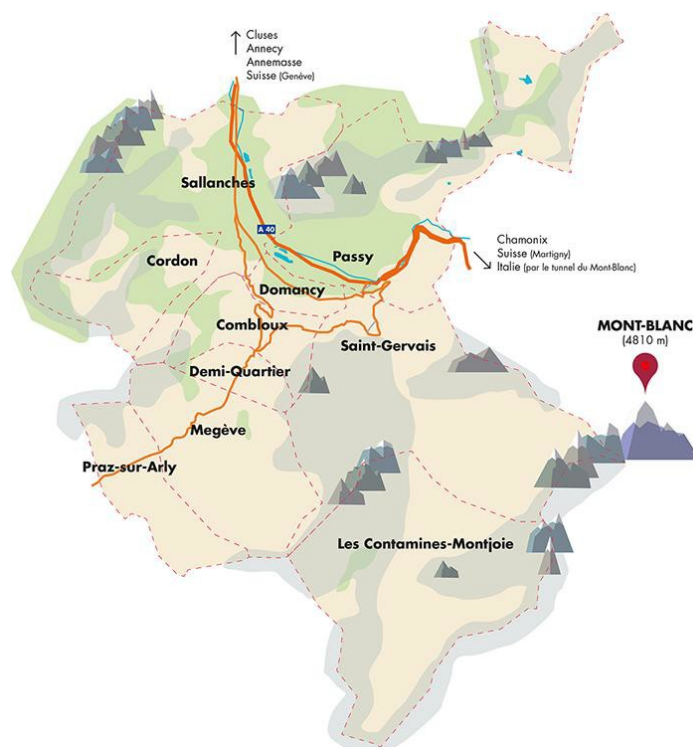 Cluses
Annecy
Annemasse
Suisse (Genève)
Sallanches
A 40
Passy
Chamonix
Suisse (Martigny)
Italie (par le tunnel du Mont-Blanc)
Cordon
Domancy
Combloux
Saint-Gervais
MONT-BLANC
(4810 m)
Demi-Quartier
Megève
Praz-sur-Arly
Les Contamines-Montjoie